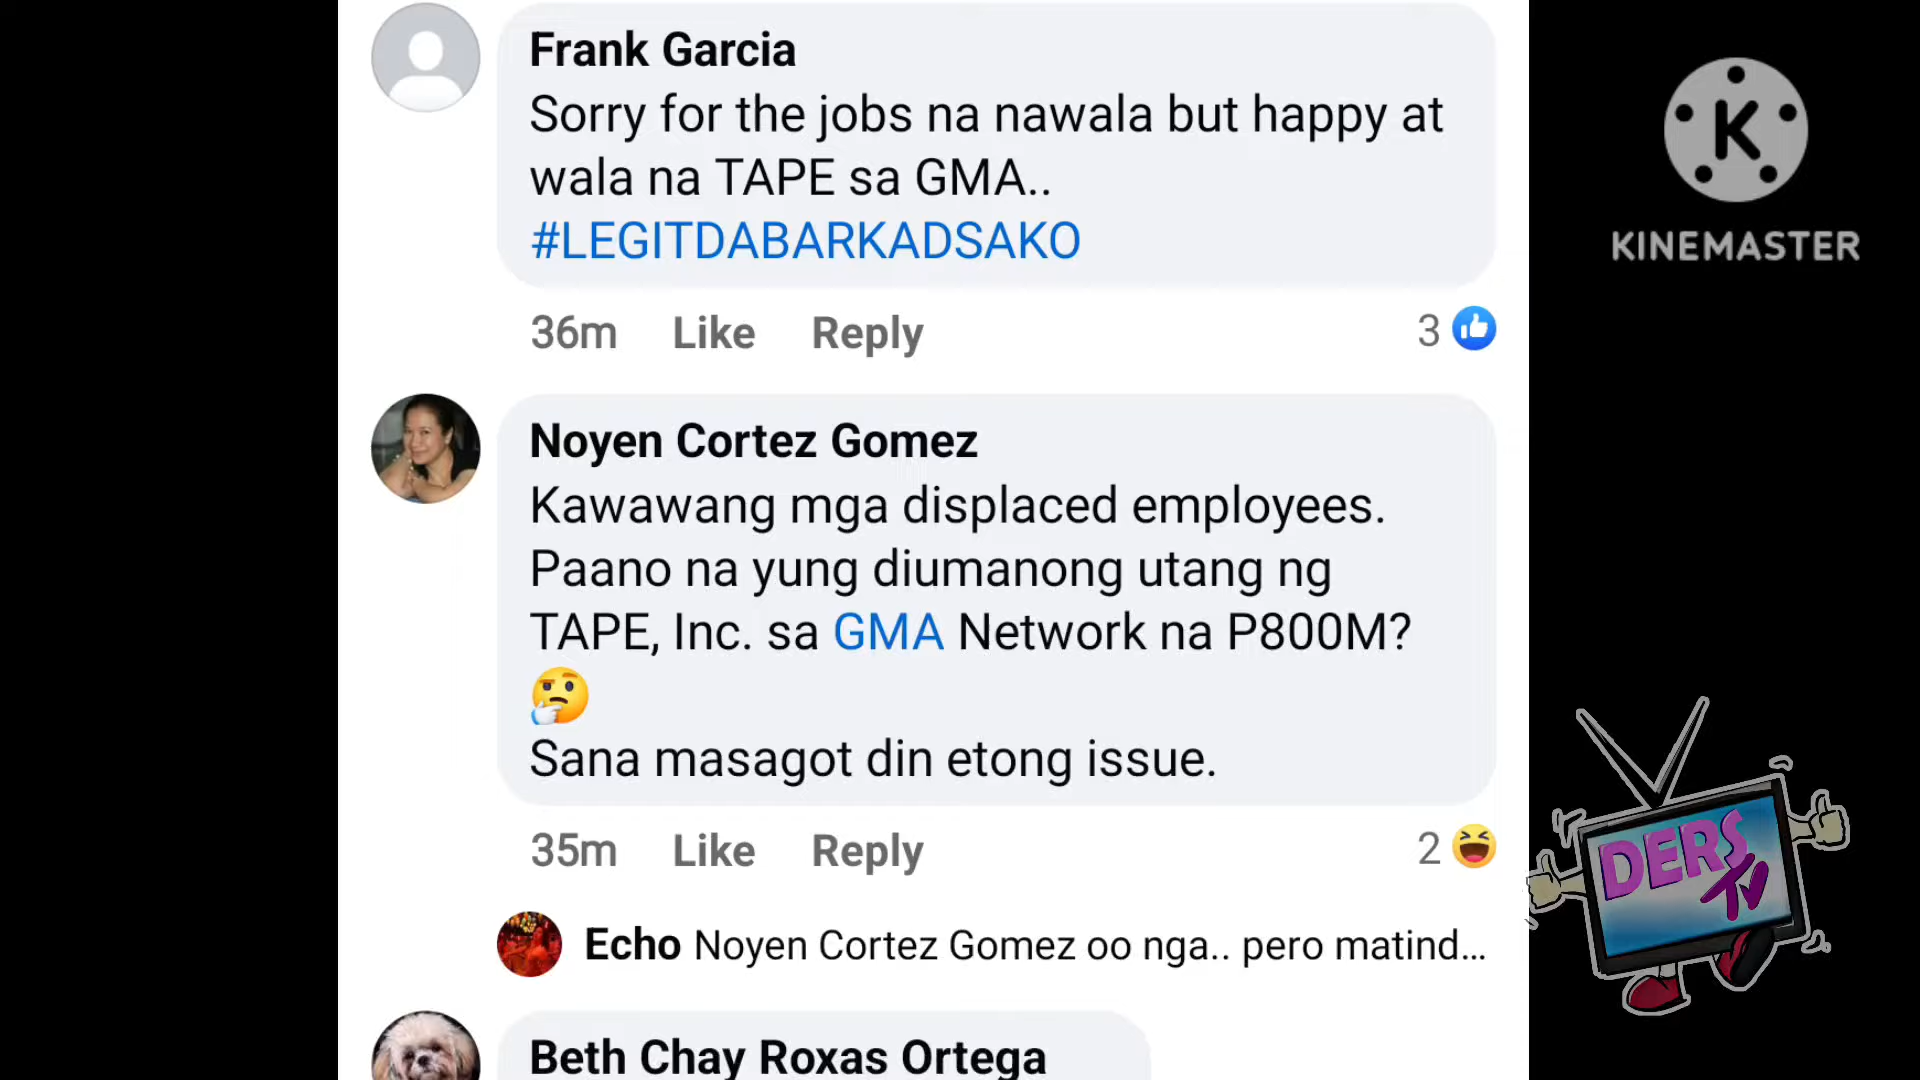 Frank Garcia
Sorry for the jobs na nawala but happy at
wala na TAPE sa GMA..
#LEGITDABARKADSAKO
36m Like Reply 3
Noyen Cortez Gomez
Kawawang mga displaced employees.
Paano na yung diumanong utang ng
TAPE, Inc. sa GMA Network na P800M?
🤔
Sana masagot din etong issue.
35m Like Reply 2
Echo Noyen Cortez Gomez oo nga.. pero matind...
Beth Chay Roxas Ortega
K
KINEMASTER
DERS
TV